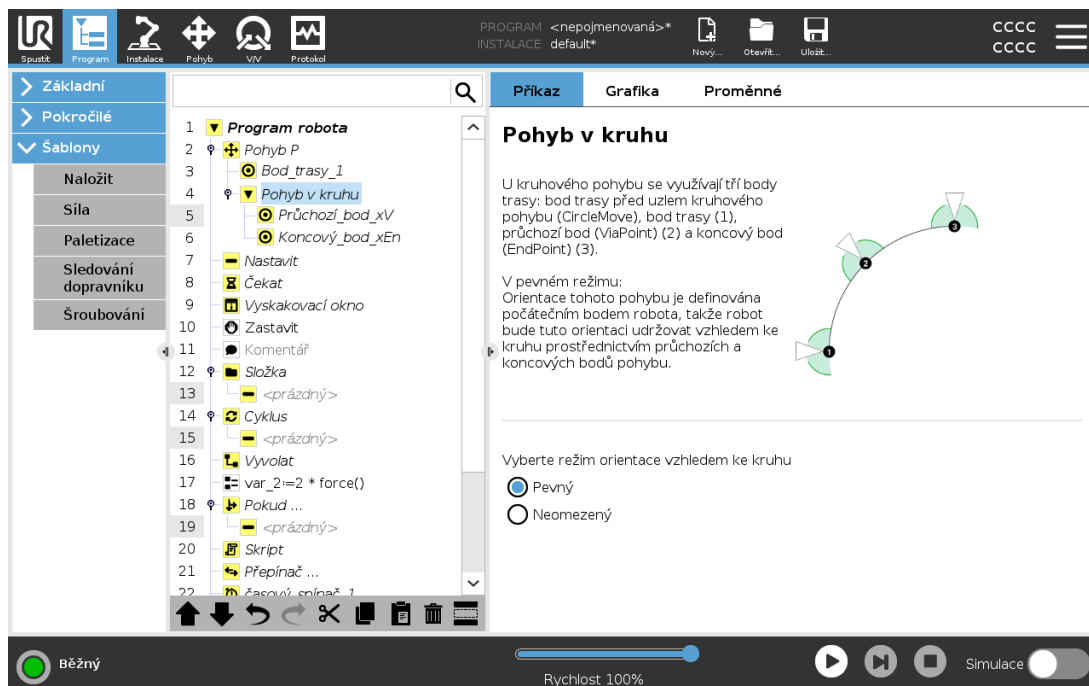 UR
Spustit
Program
Instalace
Pohyb
V/V
Protokol
PROGRAM <nepojmenovaná>*
INSTALACE default*
Nový...
Otevřít...
Uložit...
CCCC
CCCC
Základní
Pokročilé
Šablony
Naložit
Síla
Paletizace
Sledování
dopravníku
Šroubování
1 Program robota
2 Pohyb P
3 Bod_trasy_1
4 Pohyb v kruhu
5 Průchozí_bod_xV
6 Koncový_bod_xEn
7 Nastavit
8 Čekat
9 Vyskakovací okno
10 Zastavit
11 Komentář
12 Složka
13 <prázdný>
14 Cyklus
15 <prázdný>
16 Vyvolat
17 var_2:=2 * force()
18 Pokud ...
19 <prázdný>
20 Skript
21 Přepínač ...
22 časový_spínač_1
Příkaz
Grafika
Proměnné
Pohyb v kruhu
U kruhového pohybu se využívají tří body
trasy: bod trasy před uzlem kruhového
pohybu (CircleMove), bod trasy (1),
průchozí bod (ViaPoint) (2) a koncový bod
(EndPoint) (3).
V pevném režimu:
Orientace tohoto pohybu je definována
počátečním bodem robota, takže robot
bude tuto orientaci udržovat vzhledem ke
kruhu prostřednictvím průchozích a
koncových bodů pohybu.
3
2
1
Vyberte režim orientace vzhledem ke kruhu
Pevný
Neomezený
Běžný
Rychlost 100%
Simulace